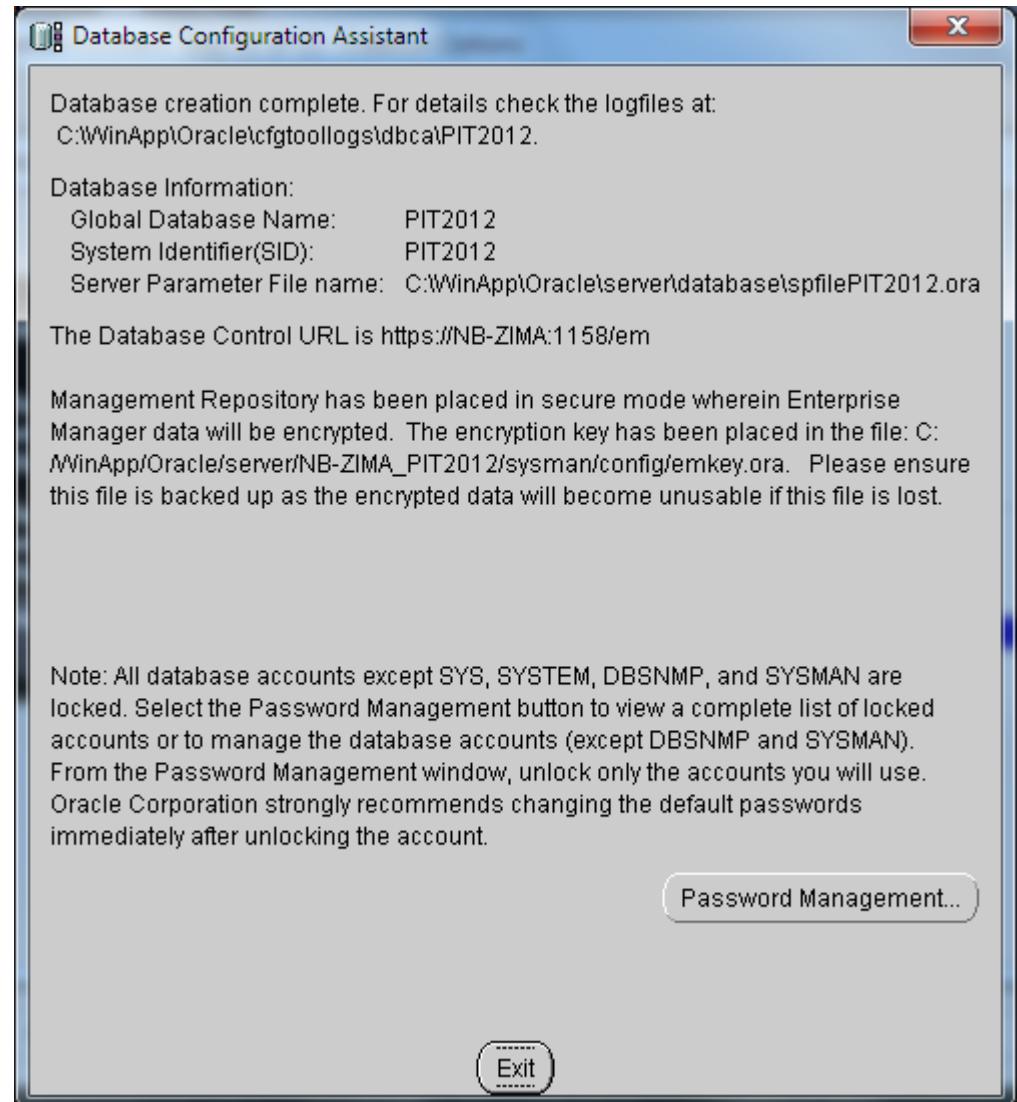 Database Configuration Assistant
Database creation complete. For details check the logfiles at:
C:\WinApp\Oracle\cfgtoollogs\dbca\PIT2012.
Database Information:
Global Database Name: PIT2012
System Identifier(SID): PIT2012
Server Parameter File name: C:\WinApp\Oracle\server\database\spfilePIT2012.ora
The Database Control URL is https://NB-ZIMA:1158/em
Management Repository has been placed in secure mode wherein Enterprise
Manager data will be encrypted. The encryption key has been placed in the file: C:
/WinApp/Oracle/server/NB-ZIMA_PIT2012/sysman/config/emkey.ora. Please ensure
this file is backed up as the encrypted data will become unusable if this file is lost.
Note: All database accounts except SYS, SYSTEM, DBSNMP, and SYSMAN are
locked. Select the Password Management button to view a complete list of locked
accounts or to manage the database accounts (except DBSNMP and SYSMAN).
From the Password Management window, unlock only the accounts you will use.
Oracle Corporation strongly recommends changing the default passwords
immediately after unlocking the account.
Password Management...
Exit